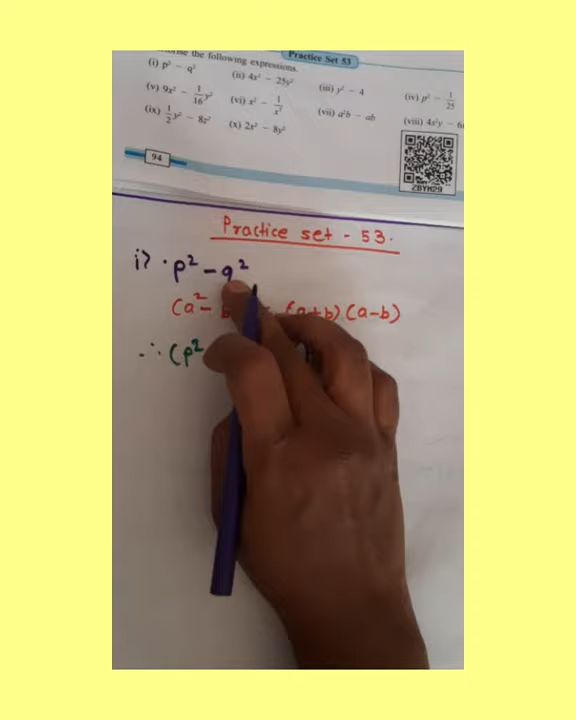 Practice Set 53
the following expressions.
(i) p² − q²
(ii) 4x² − 25y²
(iii) y² − 4
(iv) p² − 1/25
(v) 9x² − 1/16 y²
(vi) x² − 1/x²
(vii) a²b − ab
(viii) 4x²y − 6
(ix) 1/2 y² − 8z²
(x) 2x² − 8y²
94
ZBYM29
Practice set - 53.
i) p² − q²
(a² − = (a+b) (a−b)
∴ (p²